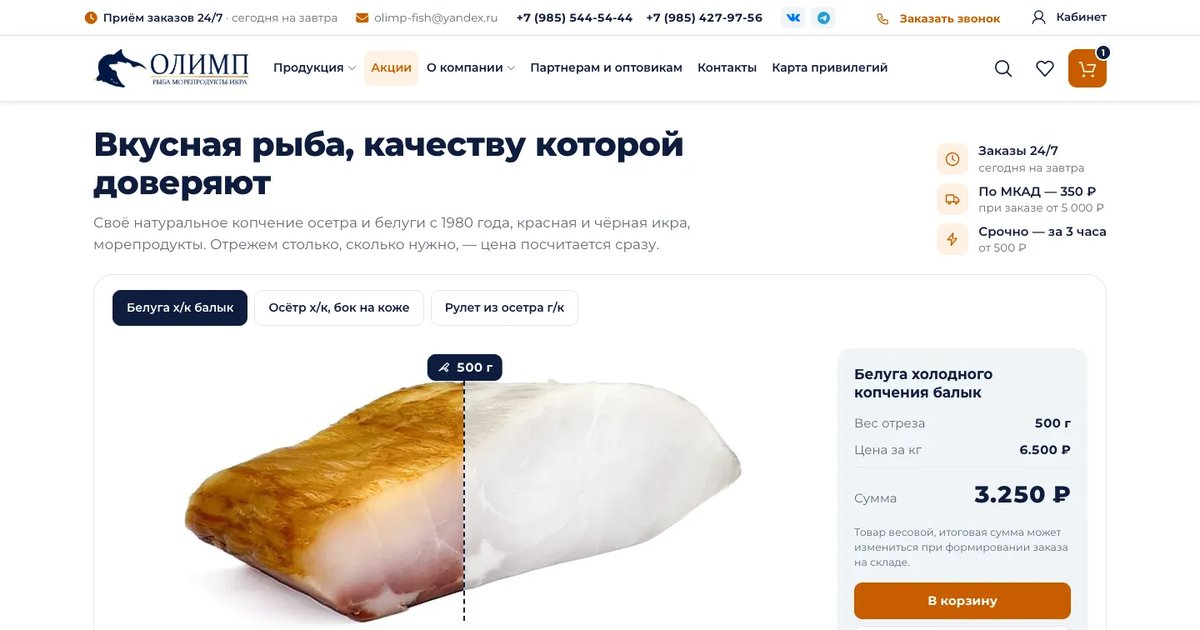 Приём заказов 24/7 · сегодня на завтра
olimp-fish@yandex.ru
+7 (985) 544-54-44
+7 (985) 427-97-56
Заказать звонок
Кабинет
ОЛИМП
РЫБА МОРЕПРОДУКТЫ ИКРА
Продукция
Акции
О компании
Партнерам и оптовикам
Контакты
Карта привилегий
1
Вкусная рыба, качеству которой
доверяют
Своё натуральное копчение осетра и белуги с 1980 года, красная и чёрная икра,
морепродукты. Отрежем столько, сколько нужно, — цена посчитается сразу.
Заказы 24/7
сегодня на завтра
По МКАД — 350 ₽
при заказе от 5 000 ₽
Срочно — за 3 часа
от 500 ₽
Белуга х/к балык
Осётр х/к, бок на коже
Рулет из осетра г/к
500 г
Белуга холодного
копчения балык
Вес отреза 500 г
Цена за кг 6.500 ₽
Сумма 3.250 ₽
Товар весовой, итоговая сумма может
измениться при формировании заказа
на складе.
В корзину